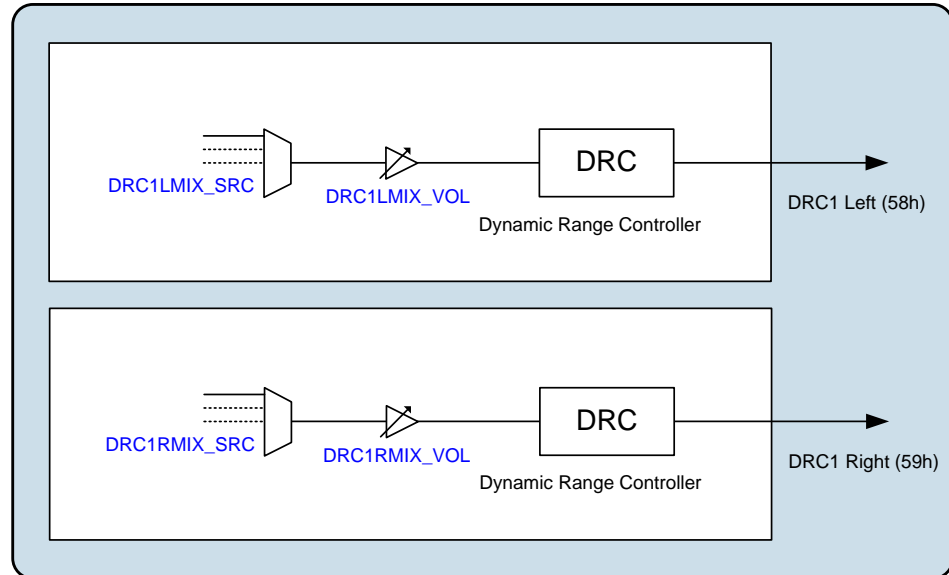 DRC
DRC1LMIX_SRC
DRC1LMIX_VOL
DRC1 Left (58h)
Dynamic Range Controller
DRC
DRC1RMIX_SRC
DRC1RMIX_VOL
DRC1 Right (59h)
Dynamic Range Controller